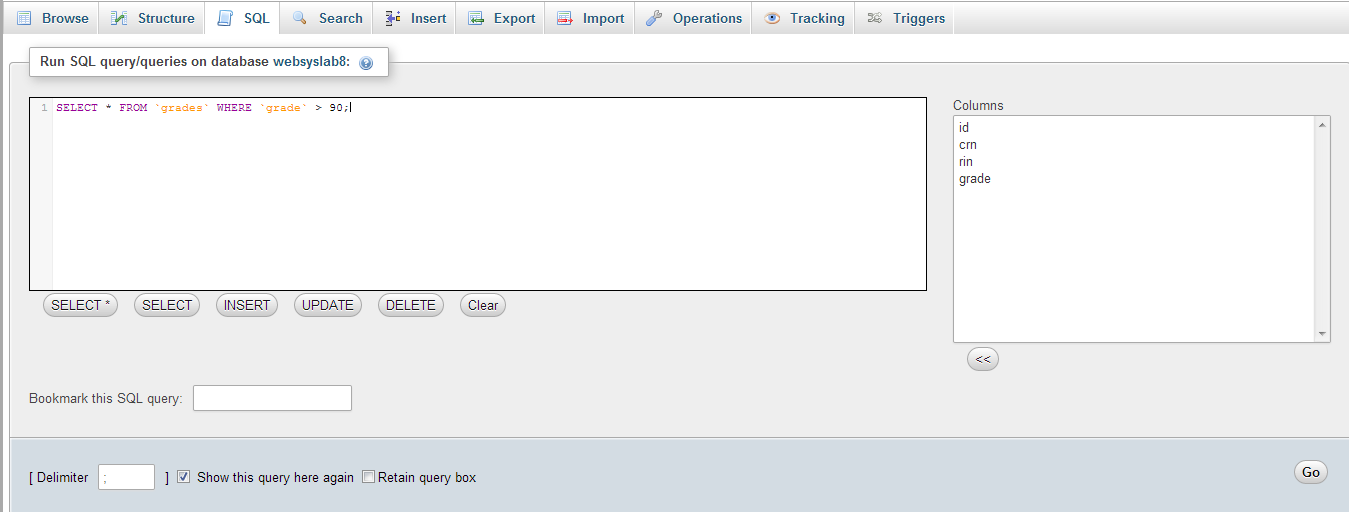 Browse Structure SQL Search Insert Export Import Operations Tracking Triggers
Run SQL query/queries on database websyslab8:
1 SELECT * FROM `grades` WHERE `grade` > 90;
Columns
id
crn
rin
grade
SELECT * SELECT INSERT UPDATE DELETE Clear
<<
Bookmark this SQL query:
[ Delimiter ; ] Show this query here again Retain query box
Go